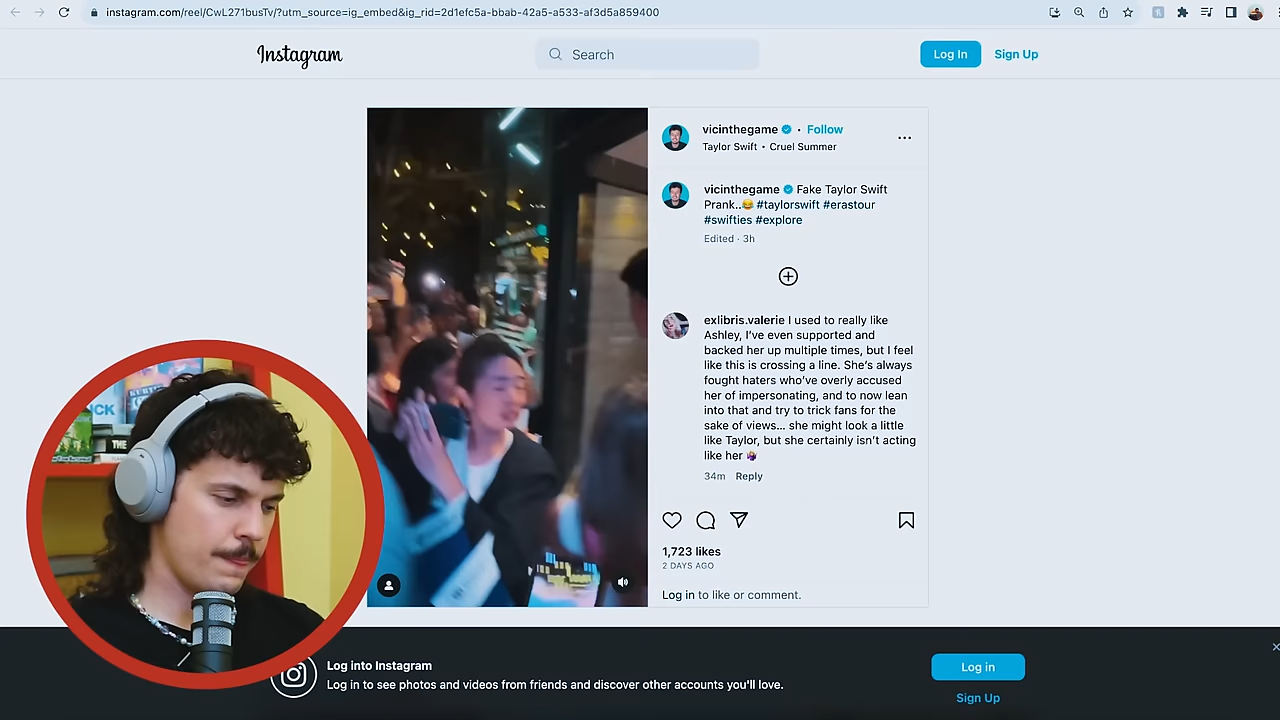 instagram.com/reel/CwL271busTv/?utm_source=ig_embed&ig_rid=2d1efc5a-bbab-42a5-a533-af3d5a859400
Instagram
Search
Log In
Sign Up
vicinthegame • Follow
Taylor Swift • Cruel Summer
vicinthegame Fake Taylor Swift
Prank..😂 #taylorswift #erastour
#swifties #explore
Edited · 3h
exlibris.valerie I used to really like
Ashley, I've even supported and
backed her up multiple times, but I feel
like this is crossing a line. She's always
fought haters who've overly accused
her of impersonating, and to now lean
into that and try to trick fans for the
sake of views... she might look a little
like Taylor, but she certainly isn't acting
like her 🤷‍♀️
34m Reply
1,723 likes
2 DAYS AGO
Log in to like or comment.
THE
Log into Instagram
Log in to see photos and videos from friends and discover other accounts you'll love.
Log in
Sign Up